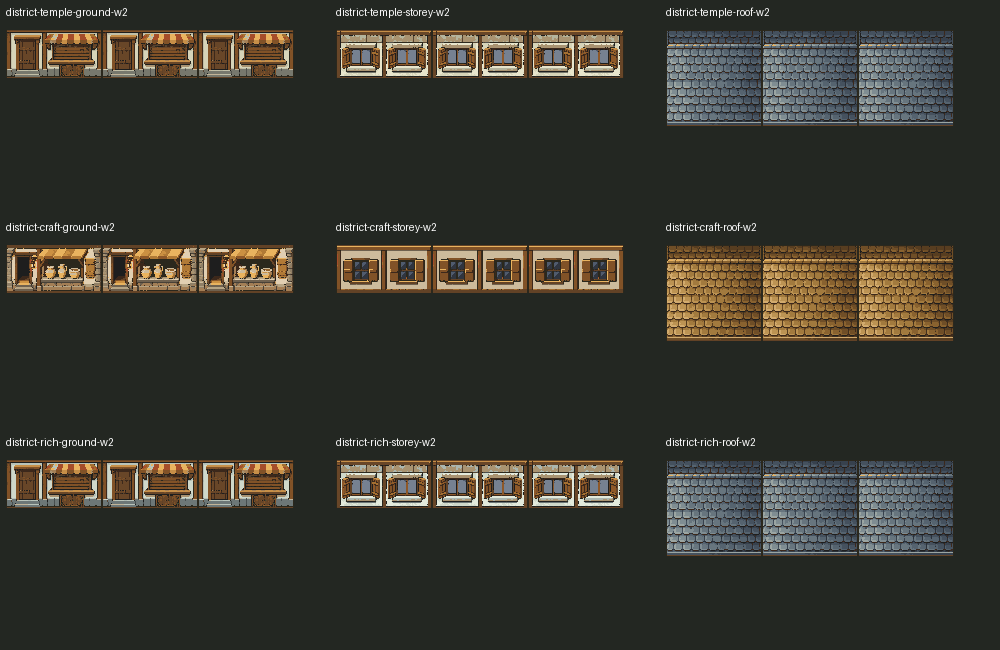 district-temple-ground-w2
district-temple-storey-w2
district-temple-roof-w2
district-craft-ground-w2
district-craft-storey-w2
district-craft-roof-w2
district-rich-ground-w2
district-rich-storey-w2
district-rich-roof-w2